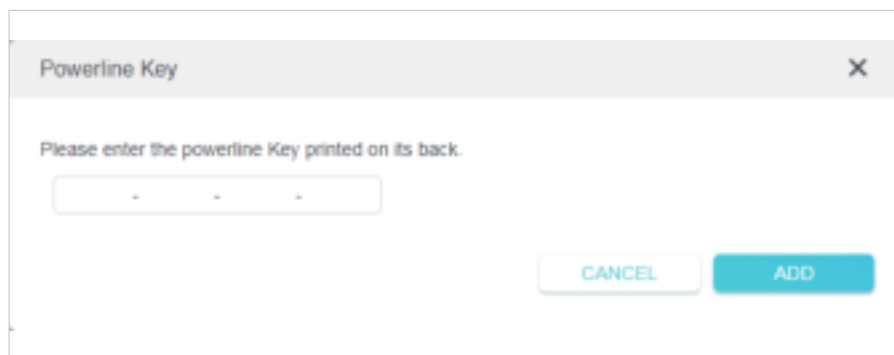 Powerline Key ×
Please enter the powerline Key printed on its back.
- - -
CANCEL ADD